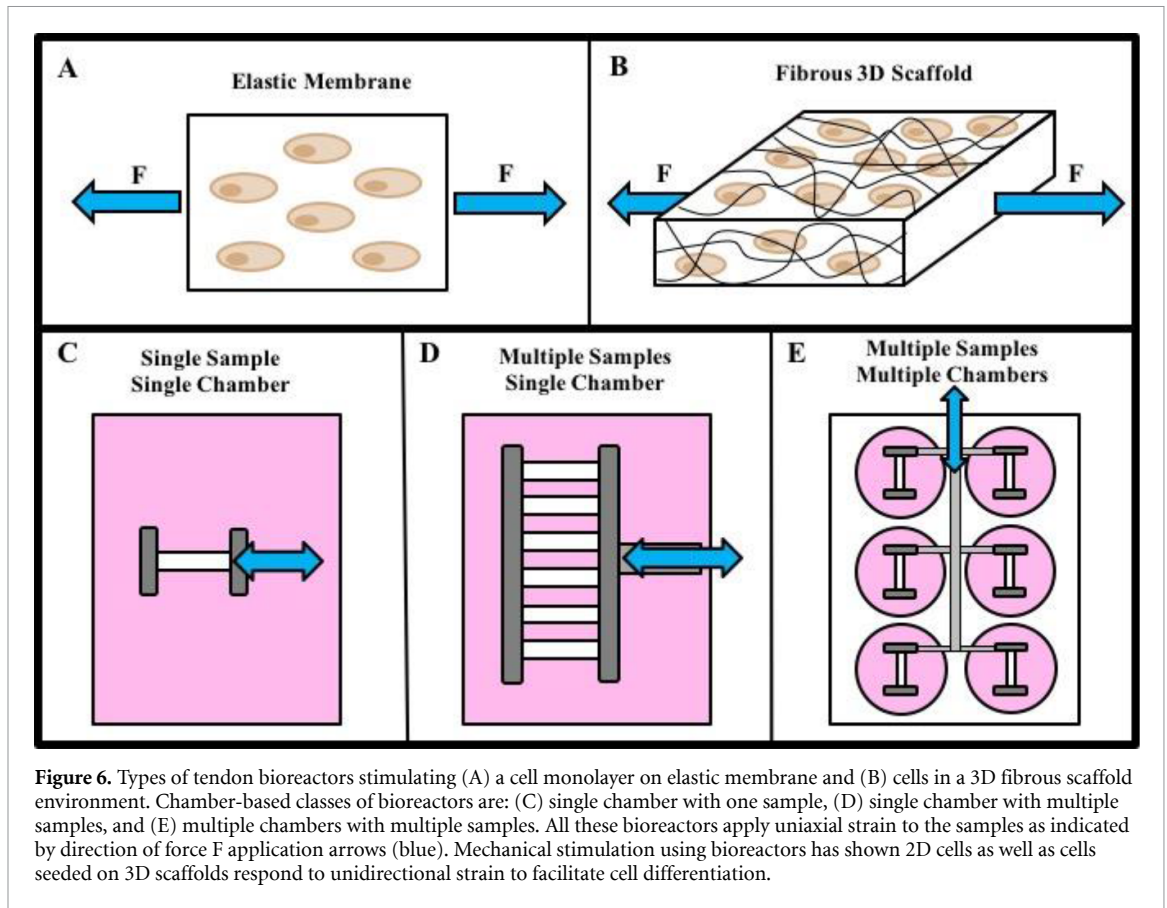 A
Elastic Membrane
F
F
B
Fibrous 3D Scaffold
F
F
C
Single Sample
Single Chamber
D
Multiple Samples
Single Chamber
E
Multiple Samples
Multiple Chambers
Figure 6. Types of tendon bioreactors stimulating (A) a cell monolayer on elastic membrane and (B) cells in a 3D fibrous scaffold
environment. Chamber-based classes of bioreactors are: (C) single chamber with one sample, (D) single chamber with multiple
samples, and (E) multiple chambers with multiple samples. All these bioreactors apply uniaxial strain to the samples as indicated
by direction of force F application arrows (blue). Mechanical stimulation using bioreactors has shown 2D cells as well as cells
seeded on 3D scaffolds respond to unidirectional strain to facilitate cell differentiation.